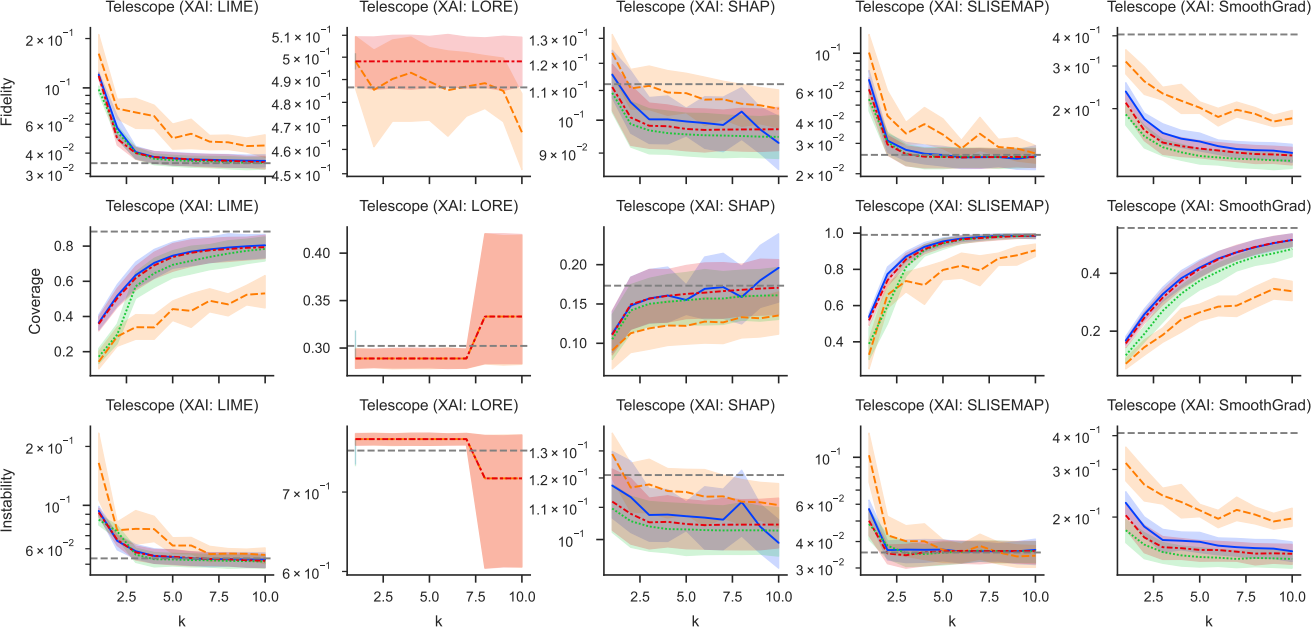 Telescope (XAI: LIME) Telescope (XAI: LORE) Telescope (XAI: SHAP) Telescope (XAI: SLISEMAP) Telescope (XAI: SmoothGrad)
Fidelity
2 × 10⁻¹
10⁻¹
6 × 10⁻²
4 × 10⁻²
3 × 10⁻²
5.1 × 10⁻¹
5 × 10⁻¹
4.9 × 10⁻¹
4.8 × 10⁻¹
4.7 × 10⁻¹
4.6 × 10⁻¹
4.5 × 10⁻¹
1.3 × 10⁻¹
1.2 × 10⁻¹
1.1 × 10⁻¹
10⁻¹
9 × 10⁻²
10⁻¹
6 × 10⁻²
4 × 10⁻²
3 × 10⁻²
2 × 10⁻²
4 × 10⁻¹
3 × 10⁻¹
2 × 10⁻¹
Telescope (XAI: LIME) Telescope (XAI: LORE) Telescope (XAI: SHAP) Telescope (XAI: SLISEMAP) Telescope (XAI: SmoothGrad)
Coverage
0.8
0.6
0.4
0.2
0.40
0.35
0.30
0.20
0.15
0.10
1.0
0.8
0.6
0.4
0.4
0.2
Telescope (XAI: LIME) Telescope (XAI: LORE) Telescope (XAI: SHAP) Telescope (XAI: SLISEMAP) Telescope (XAI: SmoothGrad)
Instability
2 × 10⁻¹
10⁻¹
6 × 10⁻²
7 × 10⁻¹
6 × 10⁻¹
1.3 × 10⁻¹
1.2 × 10⁻¹
1.1 × 10⁻¹
10⁻¹
10⁻¹
6 × 10⁻²
4 × 10⁻²
3 × 10⁻²
4 × 10⁻¹
3 × 10⁻¹
2 × 10⁻¹
2.5 5.0 7.5 10.0 2.5 5.0 7.5 10.0 2.5 5.0 7.5 10.0 2.5 5.0 7.5 10.0 2.5 5.0 7.5 10.0
k k k k k